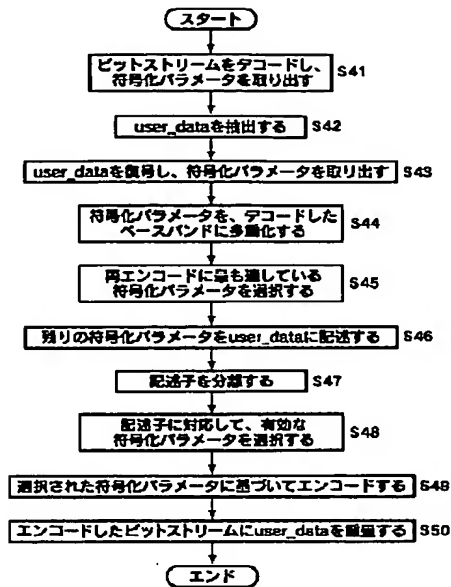 スタート
ビットストリームをデコードし、
符号化パラメータを取り出す
S41
user_dataを抽出する
S42
user_dataを復号し、符号化パラメータを取り出す
S43
符号化パラメータを、デコードした
ベースバンドに多重化する
S44
再エンコードに最も適している
符号化パラメータを選択する
S45
残りの符号化パラメータをuser_dataに記述する
S46
記述子を分離する
S47
記述子に対応して、有効な
符号化パラメータを選択する
S48
選択された符号化パラメータに基づいてエンコードする
S49
エンコードしたビットストリームにuser_dataを重畳する
S50
エンド